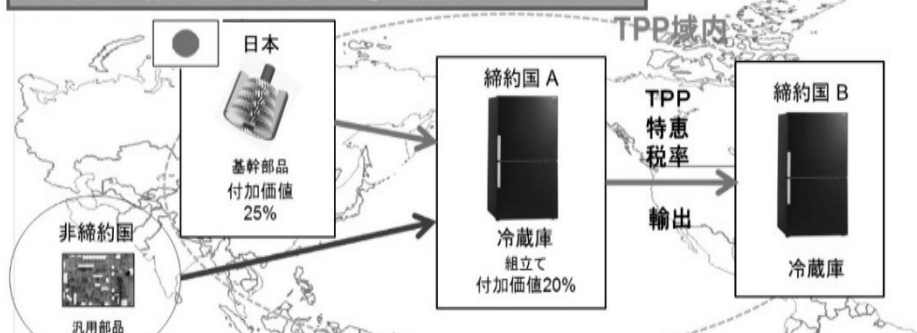 TPP域内
日本
基幹部品
付加価値
25%
非締約国
汎用部品
締約国 A
冷蔵庫
組立て
付加価値20%
TPP
特恵
税率
輸出
締約国 B
冷蔵庫